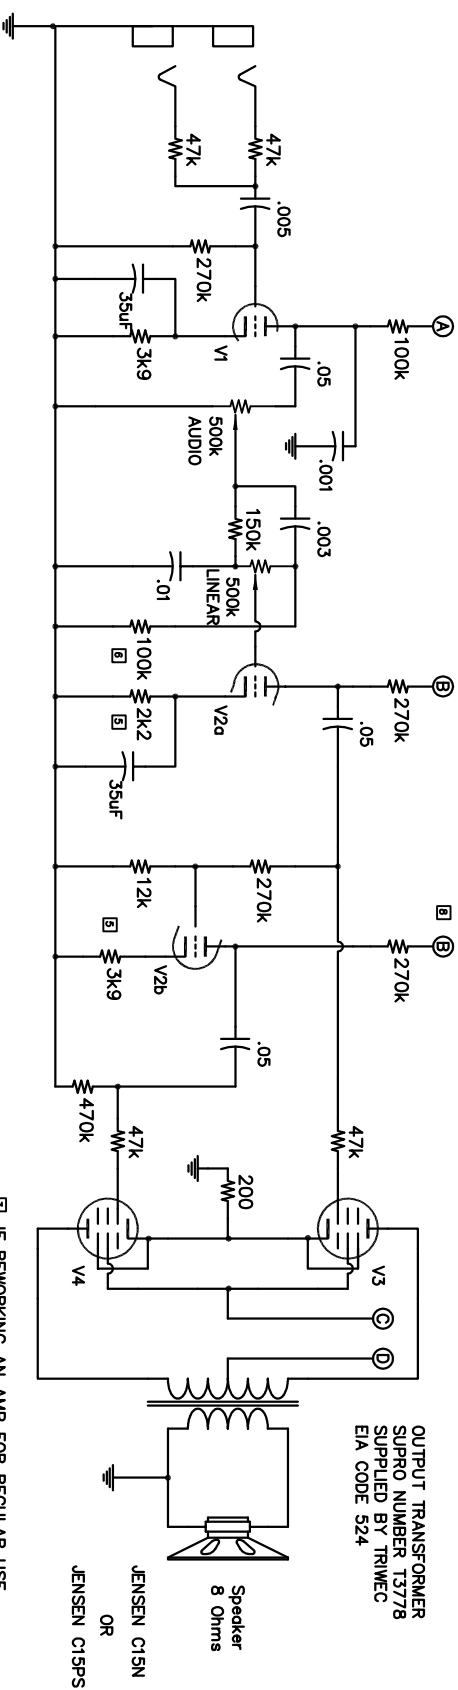 A
100k
47k
47k
.005
270k
35uF
3k9
V1
.05
.001
500k
AUDIO
.003
150k
500k
LINEAR
.01
100k
6
B
270k
V2a
2k2
5
35uF
.05
270k
12k
8
B
270k
V2b
5
3k9
.05
470k
47k
47k
200
V3
V4
C
D
OUTPUT TRANSFORMER
SUPRO NUMBER T3778
SUPPLIED BY TRIWEC
EIA CODE 524
Speaker
8 Ohms
JENSEN C15N
OR
JENSEN C15PS
IF REWORKING AN AMP FOR REGULAR USE